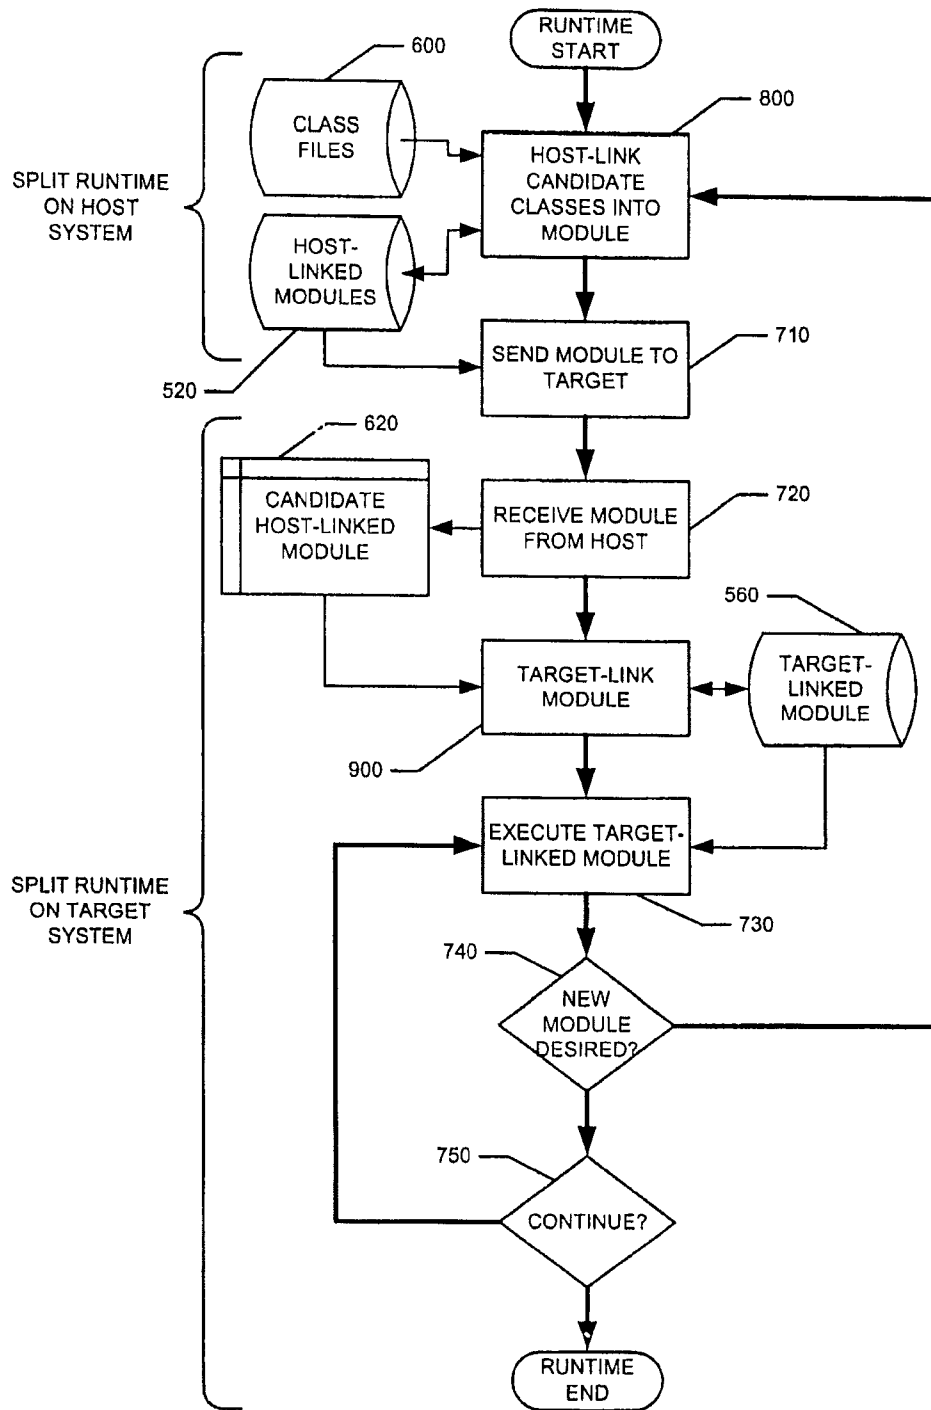 RUNTIME
START
600
CLASS
FILES
800
HOST-LINK
CANDIDATE
CLASSES INTO
MODULE
SPLIT RUNTIME
ON HOST
SYSTEM
HOST-
LINKED
MODULES
520
SEND MODULE TO
TARGET
710
620
CANDIDATE
HOST-LINKED
MODULE
RECEIVE MODULE
FROM HOST
720
560
TARGET-LINK
MODULE
TARGET-
LINKED
MODULE
900
EXECUTE TARGET-
LINKED MODULE
730
SPLIT RUNTIME
ON TARGET
SYSTEM
740
NEW
MODULE
DESIRED?
750
CONTINUE?
RUNTIME
END